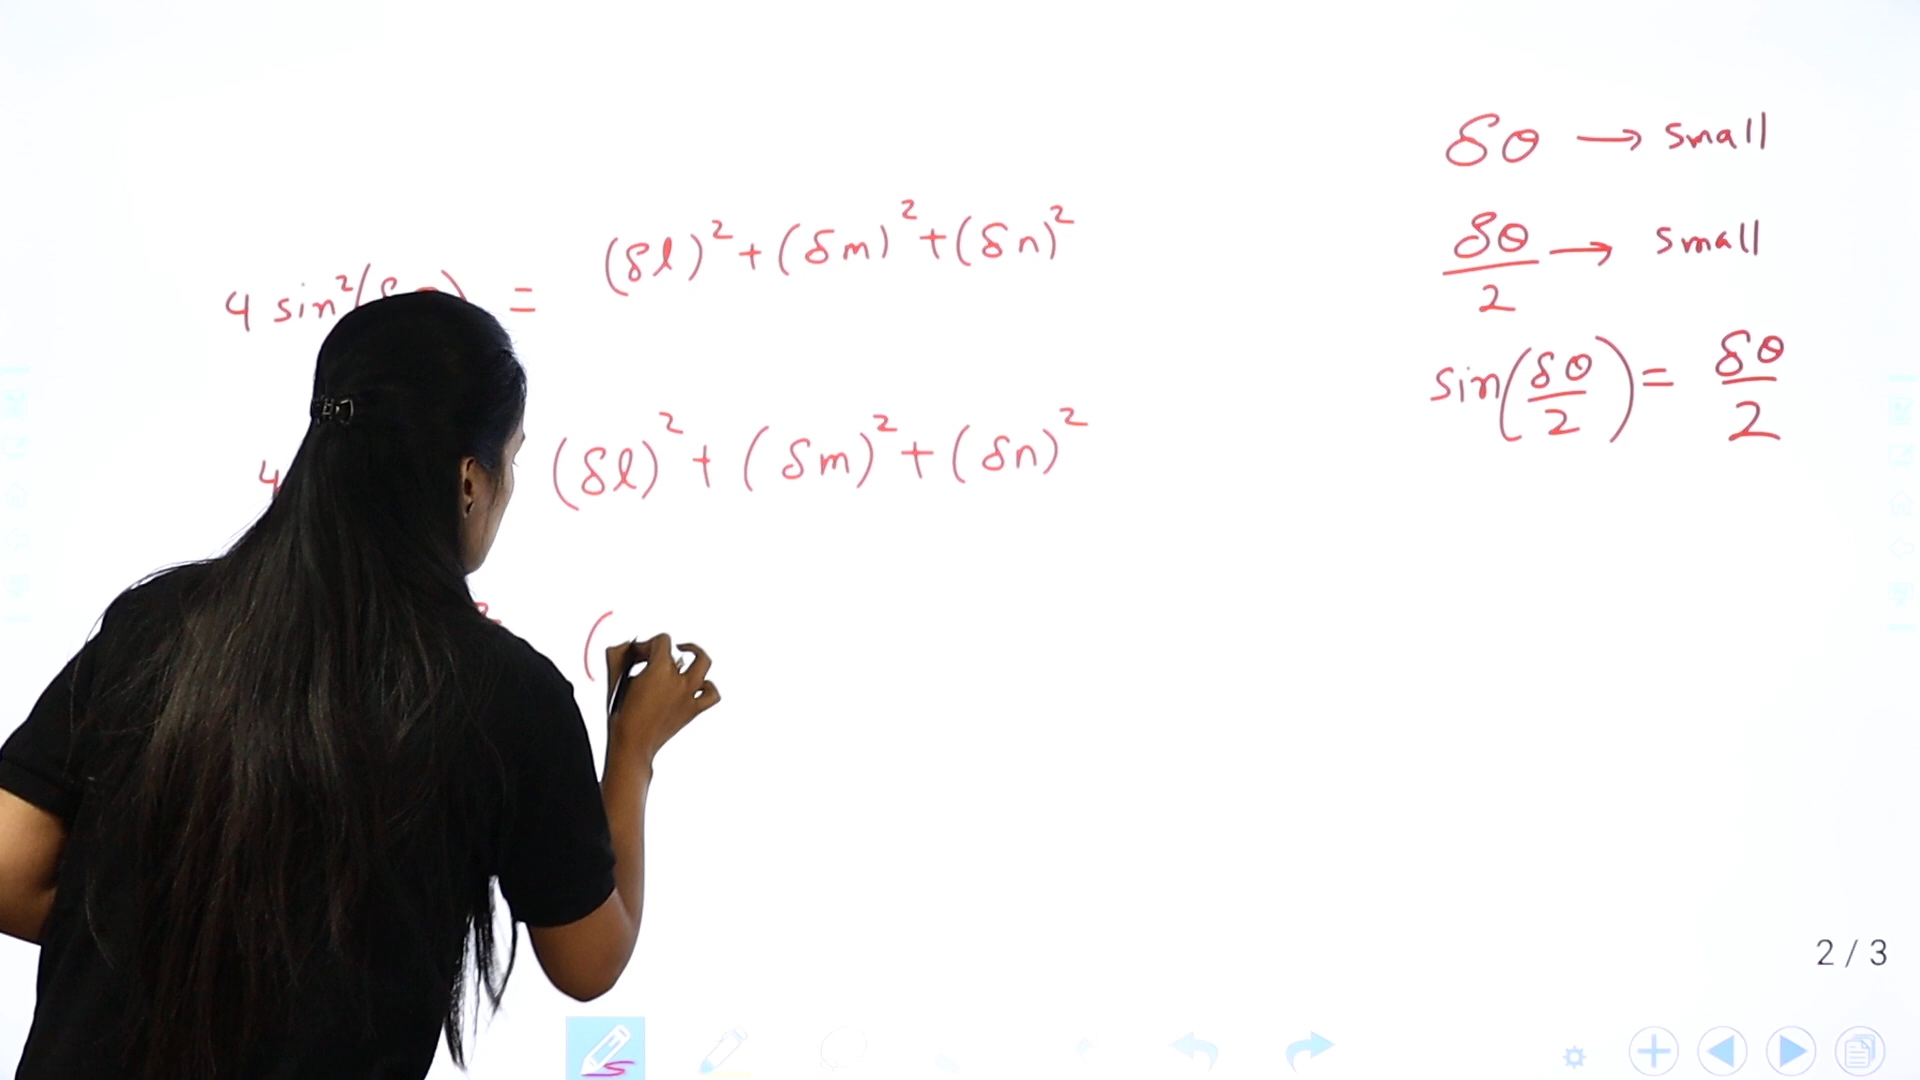 4 sin²( ) = (δl)² + (δm)² + (δn)²
4 (δl)² + (δm)² + (δn)²
(
δθ → small
δθ/2 → small
sin(δθ/2) = δθ/2
2 / 3